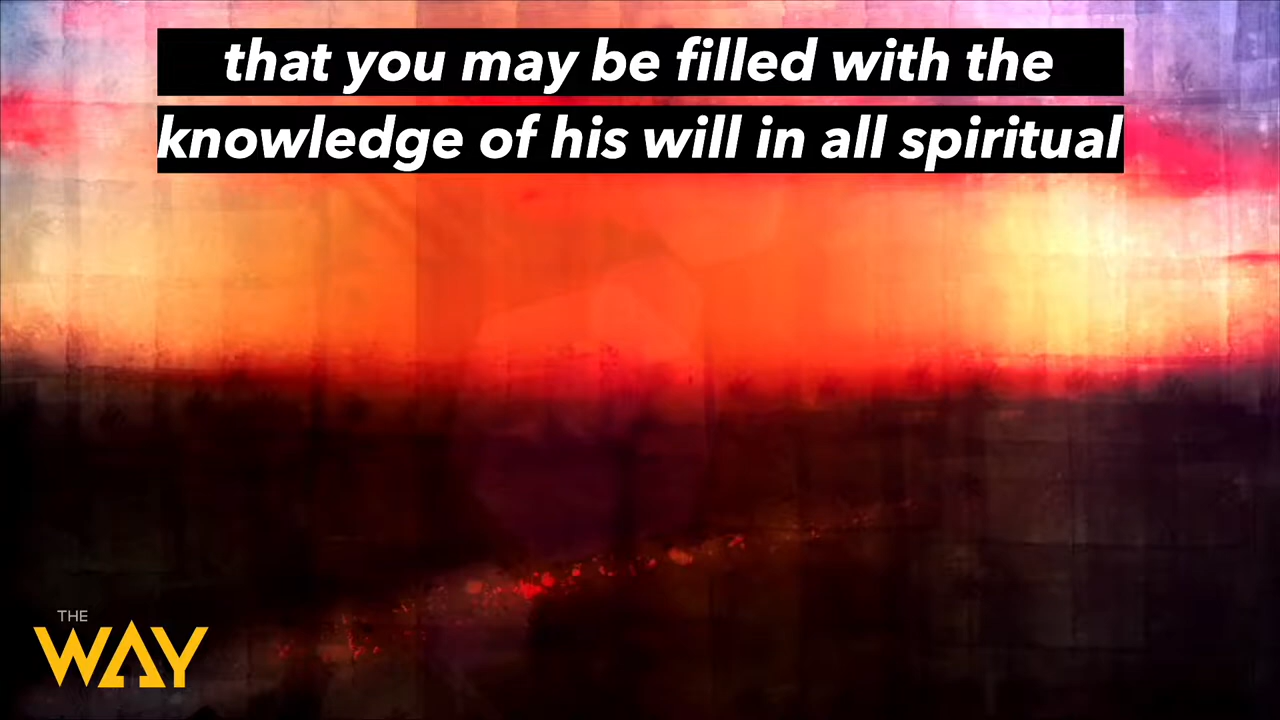 that you may be filled with the
knowledge of his will in all spiritual
THE
WAY